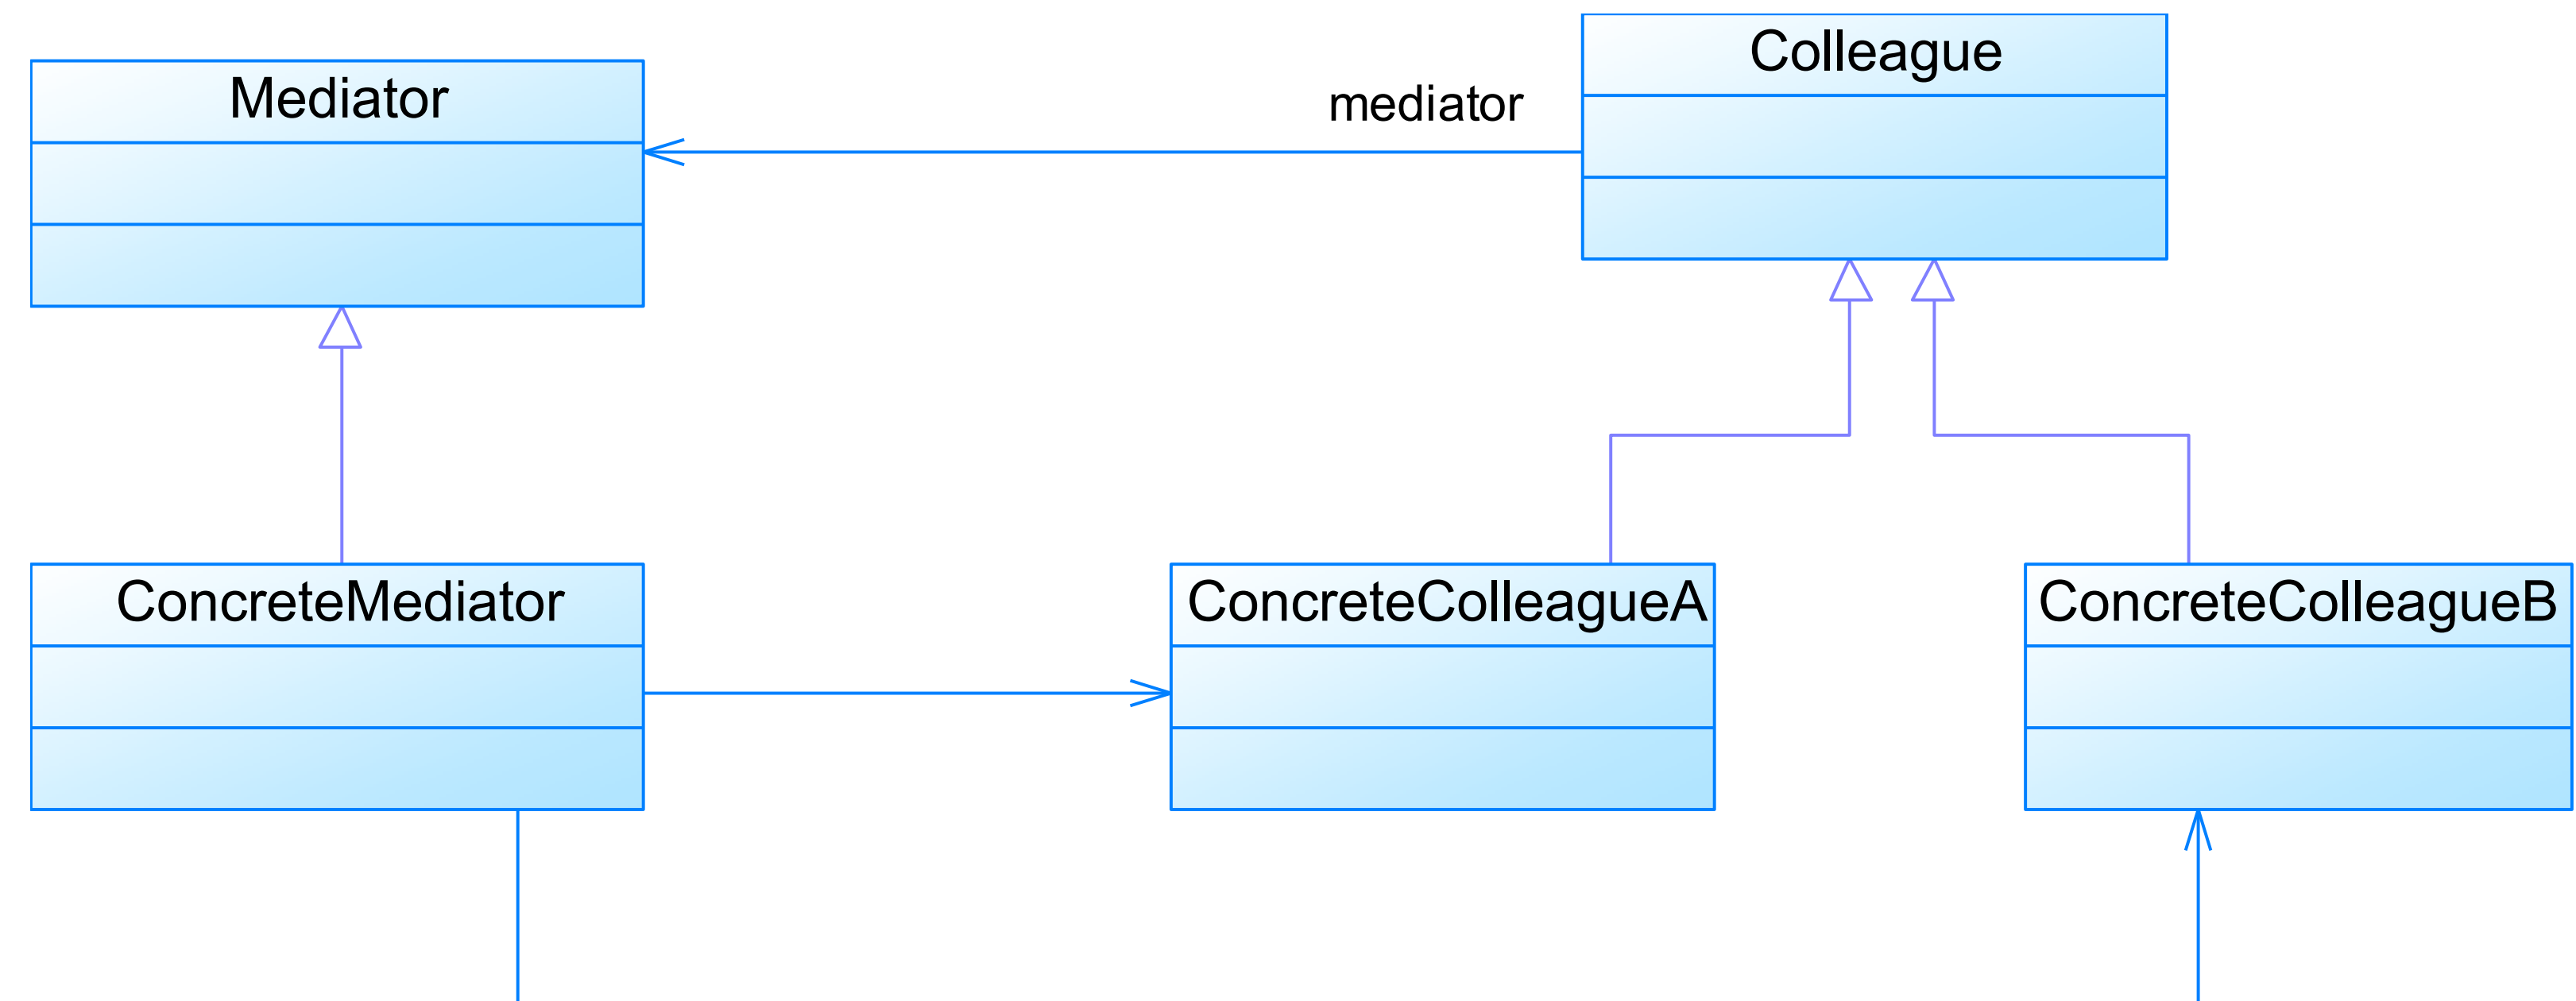 Colleague
Mediator
mediator
ConcreteMediator
ConcreteColleagueA
ConcreteColleagueB